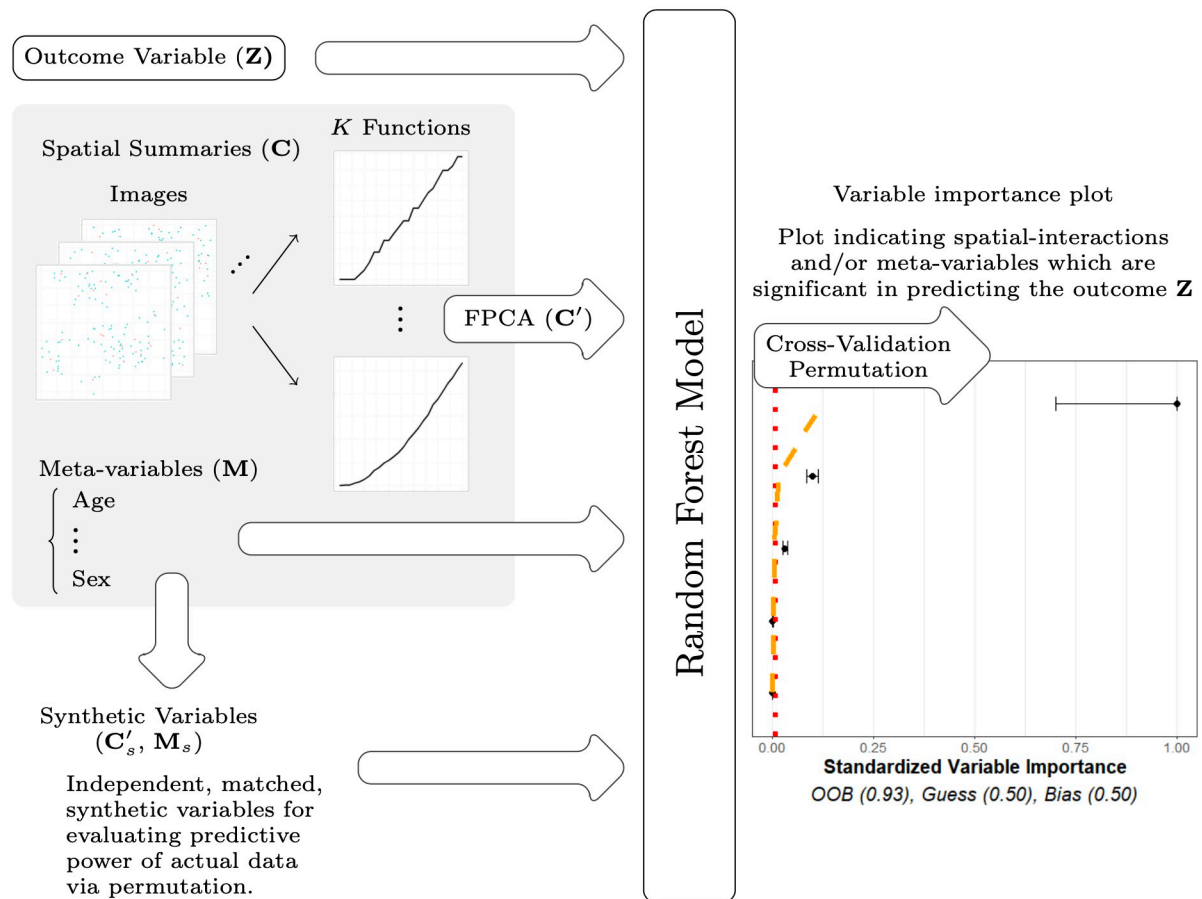 Outcome Variable (Z)
Spatial Summaries (C)
Images
K Functions
FPCA (C′)
Meta-variables (M)
Age
Sex
Synthetic Variables
(C′s, Ms)
Independent, matched,
synthetic variables for
evaluating predictive
power of actual data
via permutation.
Random Forest Model
Variable importance plot
Plot indicating spatial-interactions
and/or meta-variables which are
significant in predicting the outcome Z
Cross-Validation
Permutation
0.00 0.25 0.50 0.75 1.00
Standardized Variable Importance
OOB (0.93), Guess (0.50), Bias (0.50)